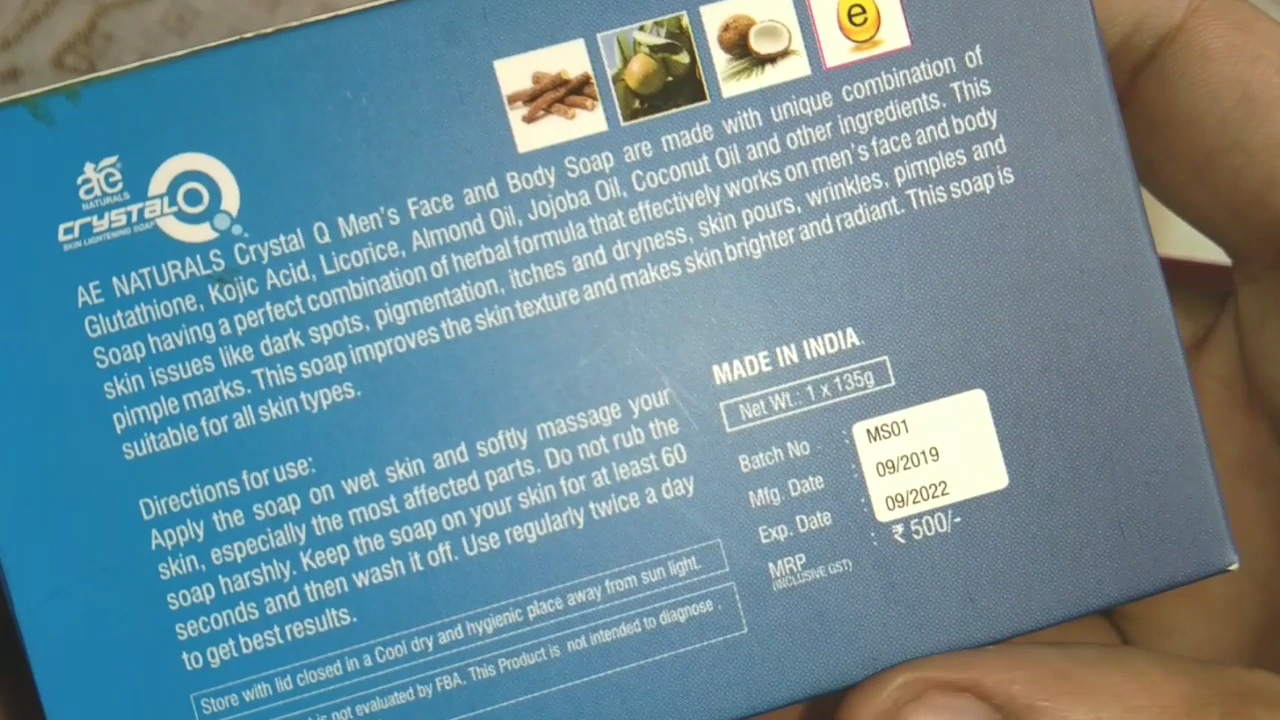 e
ae
NATURALS
CRYSTAL Q
SKIN LIGHTENING SOAP
AE NATURALS Crystal Q Men's Face and Body Soap are made with unique combination of
Glutathione, Kojic Acid, Licorice, Almond Oil, Jojoba Oil, Coconut Oil and other ingredients. This
Soap having a perfect combination of herbal formula that effectively works on men's face and body
skin issues like dark spots, pigmentation, itches and dryness, skin pours, wrinkles, pimples and
pimple marks. This soap improves the skin texture and makes skin brighter and radiant. This soap is
suitable for all skin types.
Directions for use:
Apply the soap on wet skin and softly massage your
skin, especially the most affected parts. Do not rub the
soap harshly. Keep the soap on your skin for at least 60
seconds and then wash it off. Use regularly twice a day
to get best results.
Store with lid closed in a Cool dry and hygienic place away from sun light.
is not evaluated by FBA. This Product is not intended to diagnose .
MADE IN INDIA.
Net Wt.: 1 x 135g
Batch No : MS01
Mfg. Date : 09/2019
Exp. Date : 09/2022
MRP : ₹ 500/-
(INCLUSIVE GST)